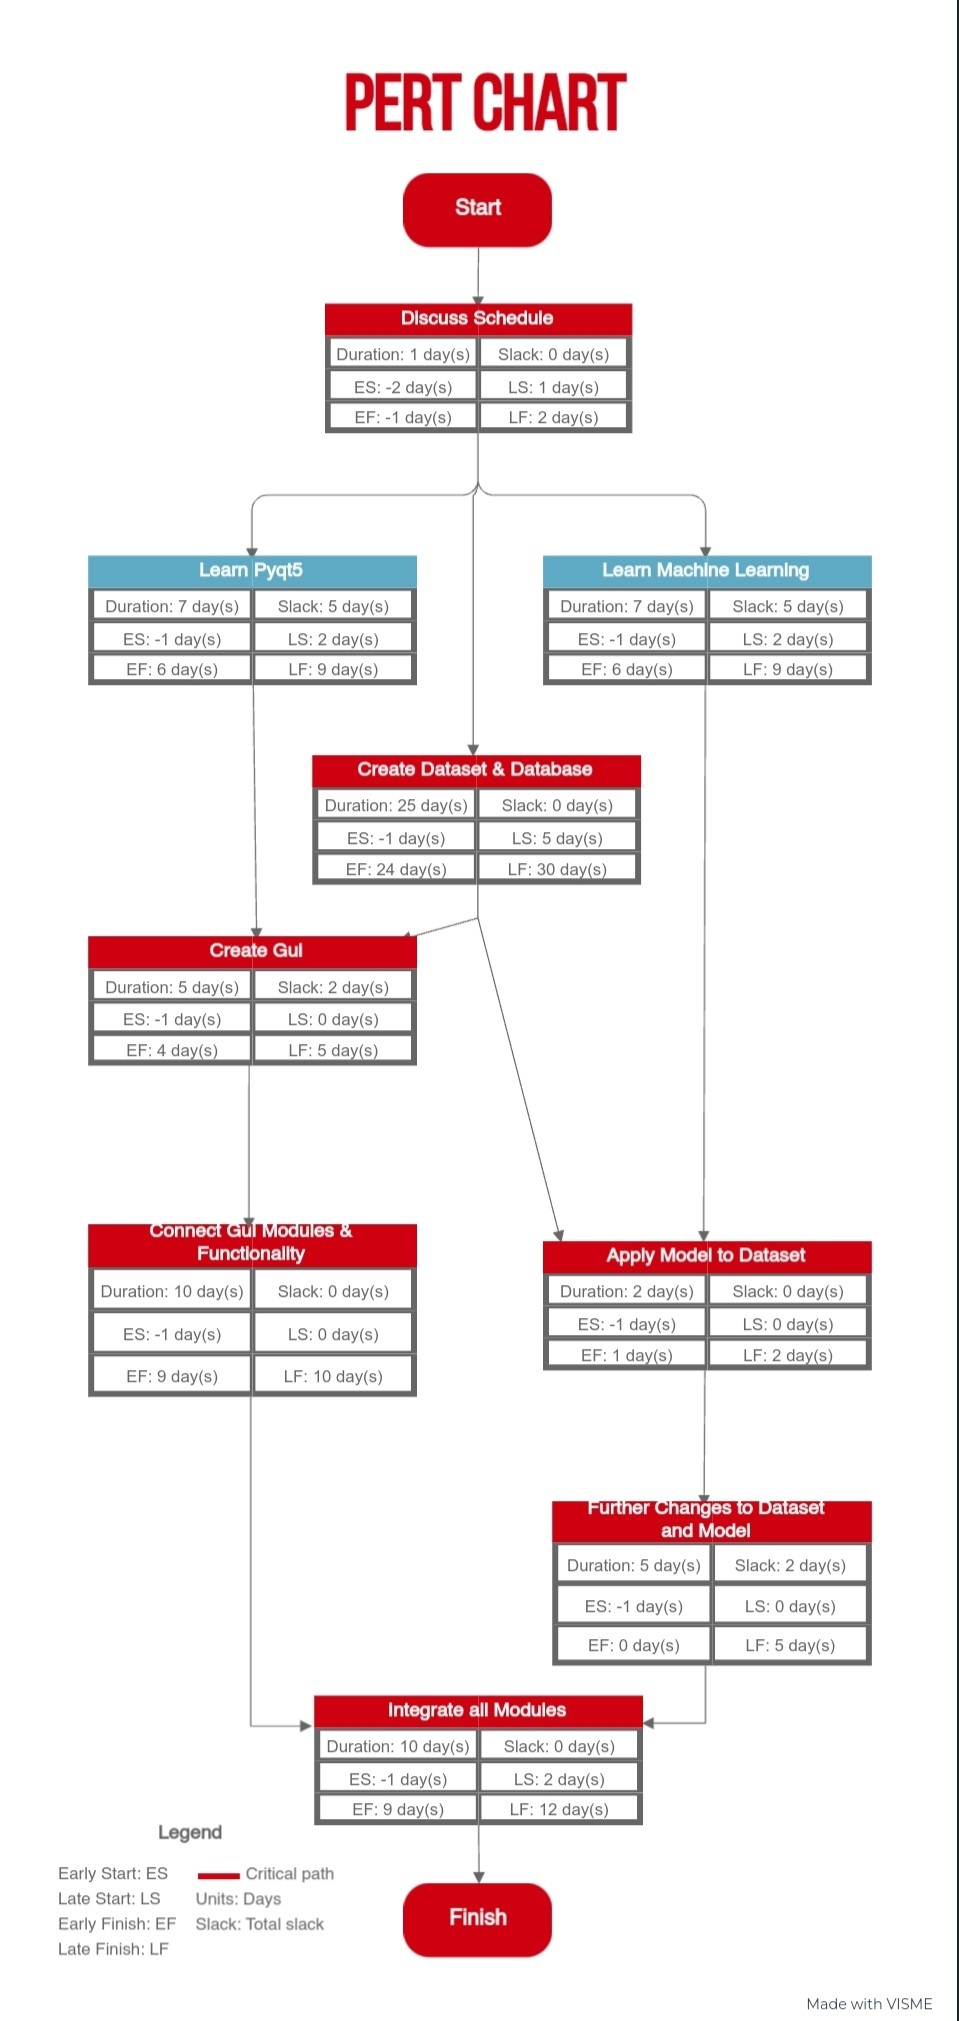 PERT CHART
Start
Discuss Schedule
Duration: 1 day(s) Slack: 0 day(s)
ES: -2 day(s) LS: 1 day(s)
EF: -1 day(s) LF: 2 day(s)
Learn Pyqt5
Duration: 7 day(s) Slack: 5 day(s)
ES: -1 day(s) LS: 2 day(s)
EF: 6 day(s) LF: 9 day(s)
Learn Machine Learning
Duration: 7 day(s) Slack: 5 day(s)
ES: -1 day(s) LS: 2 day(s)
EF: 6 day(s) LF: 9 day(s)
Create Dataset & Database
Duration: 25 day(s) Slack: 0 day(s)
ES: -1 day(s) LS: 5 day(s)
EF: 24 day(s) LF: 30 day(s)
Create Gui
Duration: 5 day(s) Slack: 2 day(s)
ES: -1 day(s) LS: 0 day(s)
EF: 4 day(s) LF: 5 day(s)
Connect Gui Modules &
Functionality
Duration: 10 day(s) Slack: 0 day(s)
ES: -1 day(s) LS: 0 day(s)
EF: 9 day(s) LF: 10 day(s)
Apply Model to Dataset
Duration: 2 day(s) Slack: 0 day(s)
ES: -1 day(s) LS: 0 day(s)
EF: 1 day(s) LF: 2 day(s)
Further Changes to Dataset
and Model
Duration: 5 day(s) Slack: 2 day(s)
ES: -1 day(s) LS: 0 day(s)
EF: 0 day(s) LF: 5 day(s)
Integrate all Modules
Duration: 10 day(s) Slack: 0 day(s)
ES: -1 day(s) LS: 2 day(s)
EF: 9 day(s) LF: 12 day(s)
Legend
Early Start: ES Critical path
Late Start: LS Units: Days
Early Finish: EF Slack: Total slack
Late Finish: LF
Finish
Made with VISME